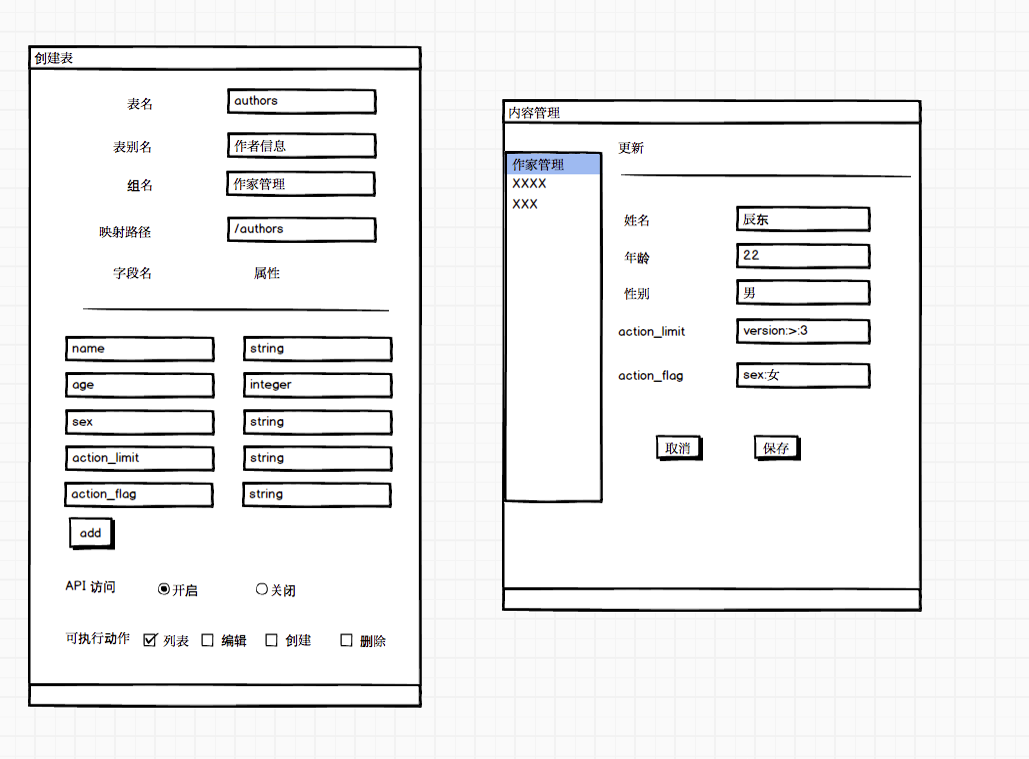 创建表
表名 authors
表别名 作者信息
组名 作家管理
映射路径 /authors
字段名 属性
name string
age integer
sex string
action_limit string
action_flag string
add
API 访问 开启 关闭
可执行动作 列表 编辑 创建 删除
内容管理
作家管理
XXXX
XXX
更新
姓名 辰东
年龄 22
性别 男
action_limit version:>:3
action_flag sex:女
取消 保存